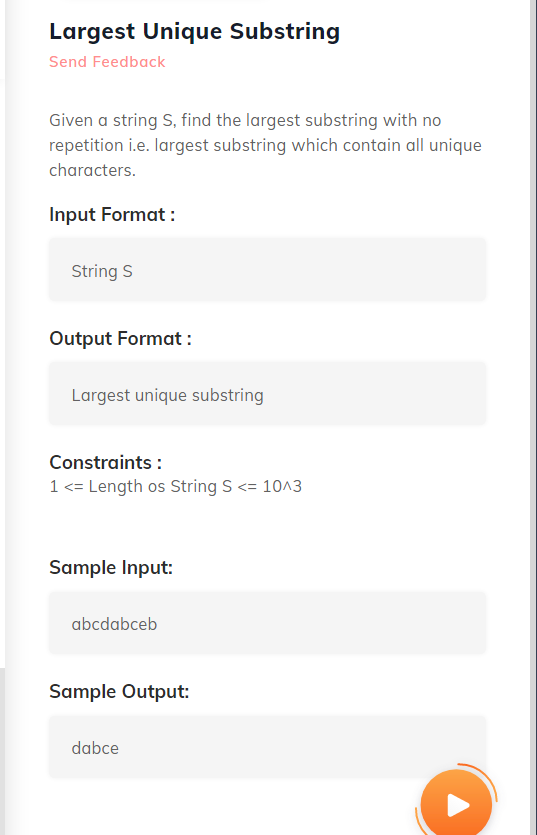 Largest Unique Substring
Send Feedback
Given a string S, find the largest substring with no
repetition i.e. largest substring which contain all unique
characters.
Input Format :
String S
Output Format :
Largest unique substring
Constraints :
1 <= Length os String S <= 10^3
Sample Input:
abcdabceb
Sample Output:
dabce